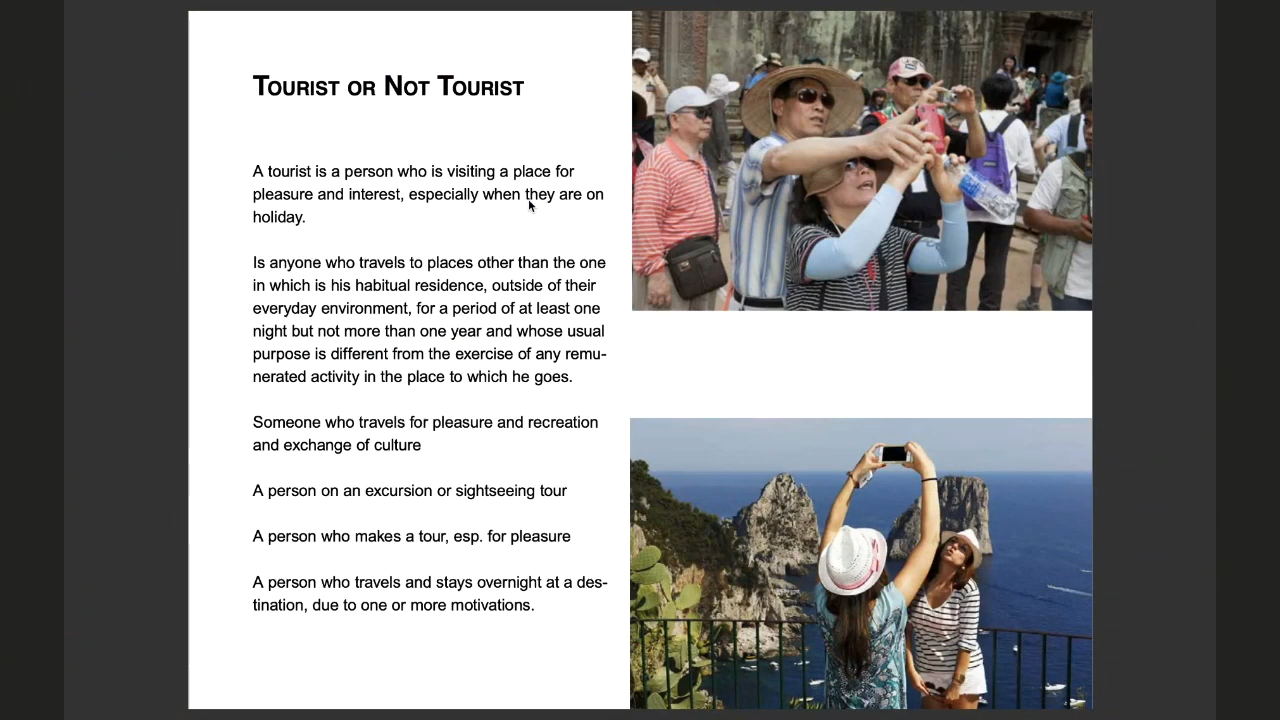 Tourist or Not Tourist
A tourist is a person who is visiting a place for
pleasure and interest, especially when they are on
holiday.
Is anyone who travels to places other than the one
in which is his habitual residence, outside of their
everyday environment, for a period of at least one
night but not more than one year and whose usual
purpose is different from the exercise of any remu-
nerated activity in the place to which he goes.
Someone who travels for pleasure and recreation
and exchange of culture
A person on an excursion or sightseeing tour
A person who makes a tour, esp. for pleasure
A person who travels and stays overnight at a des-
tination, due to one or more motivations.